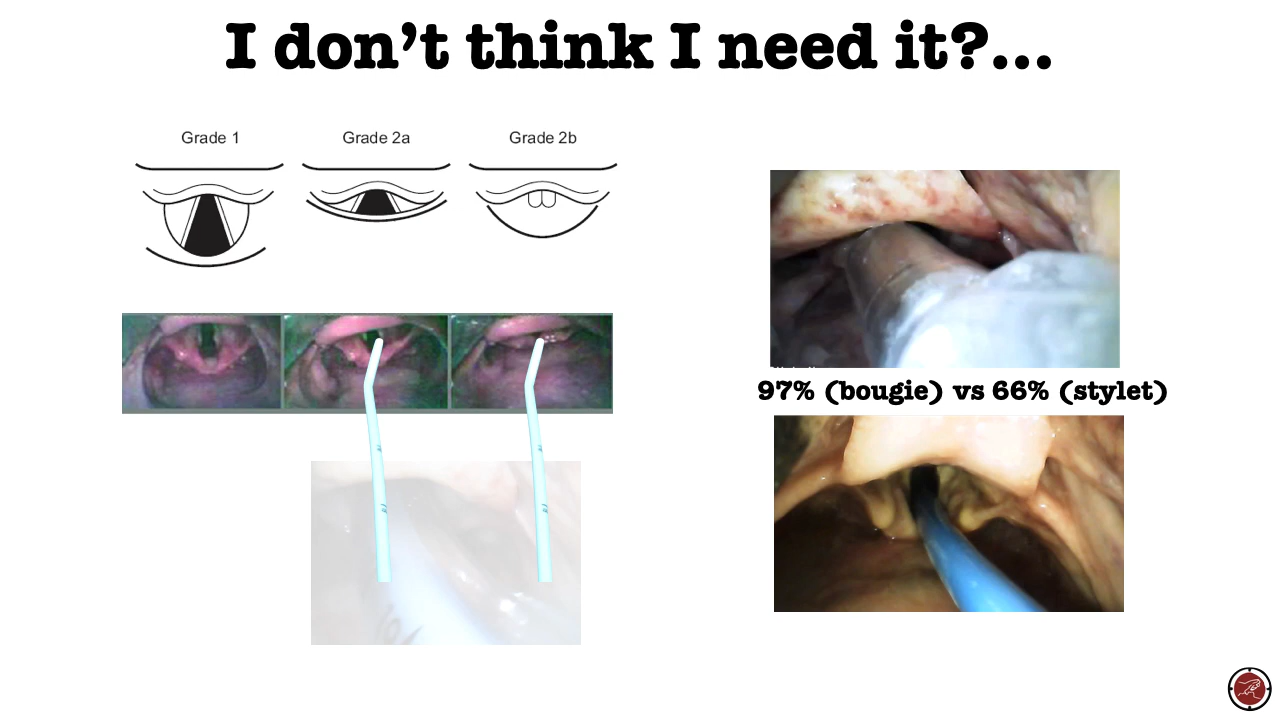 I don’t think I need it?...
Grade 1 Grade 2a Grade 2b
97% (bougie) vs 66% (stylet)